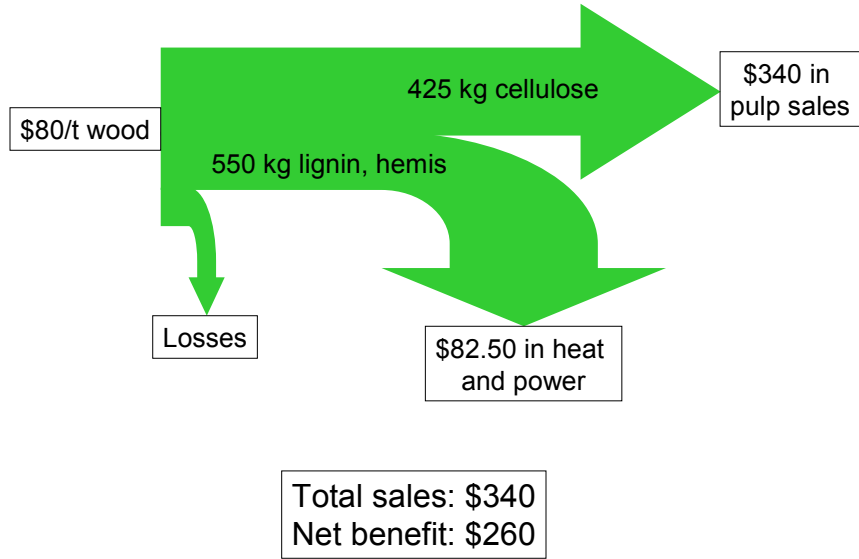 $80/t wood
425 kg cellulose
$340 in
pulp sales
550 kg lignin, hemis
Losses
$82.50 in heat
and power
Total sales: $340
Net benefit: $260